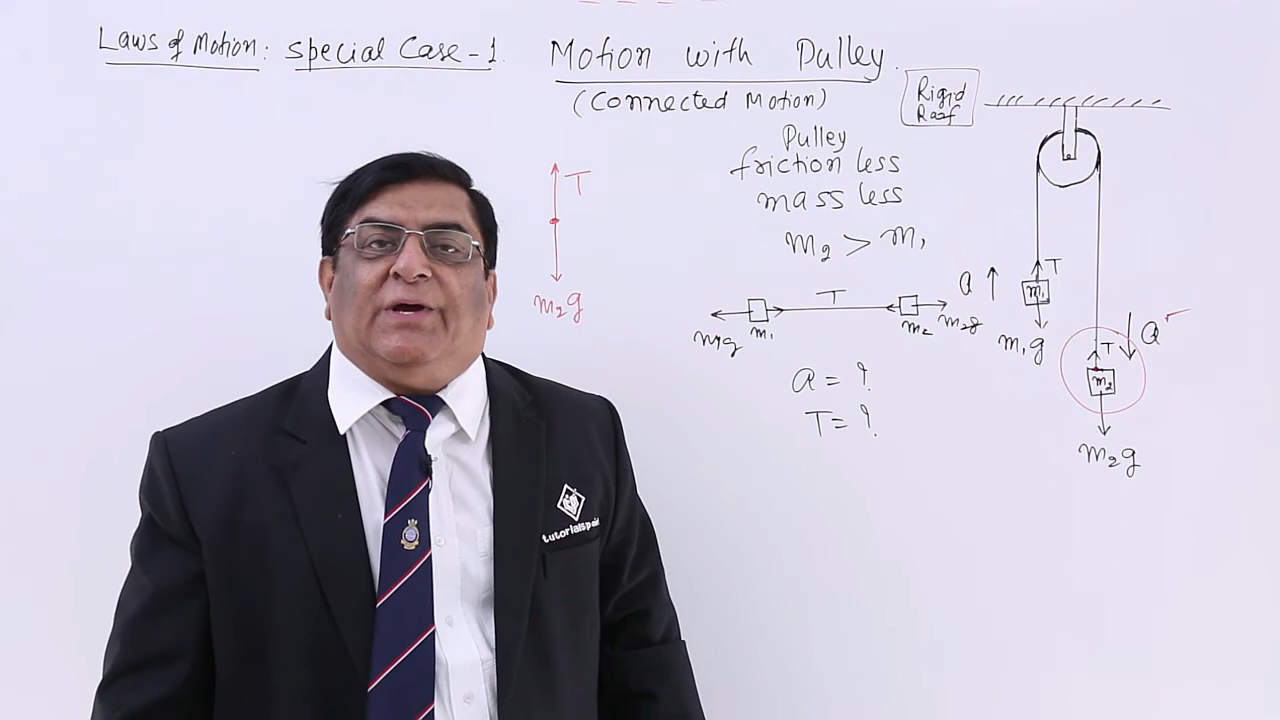 Laws of Motion: Special Case-1. Motion with Pulley
(Connected Motion)
Rigid
Roof
Pulley
friction less
mass less
m₂ > m₁
T
m₂g
T
m₁g
m₁
m₂
m₂g
a
T
m₁
m₁g
a
T
m₂
m₂g
a = ?
T = ?
tutorialspoint